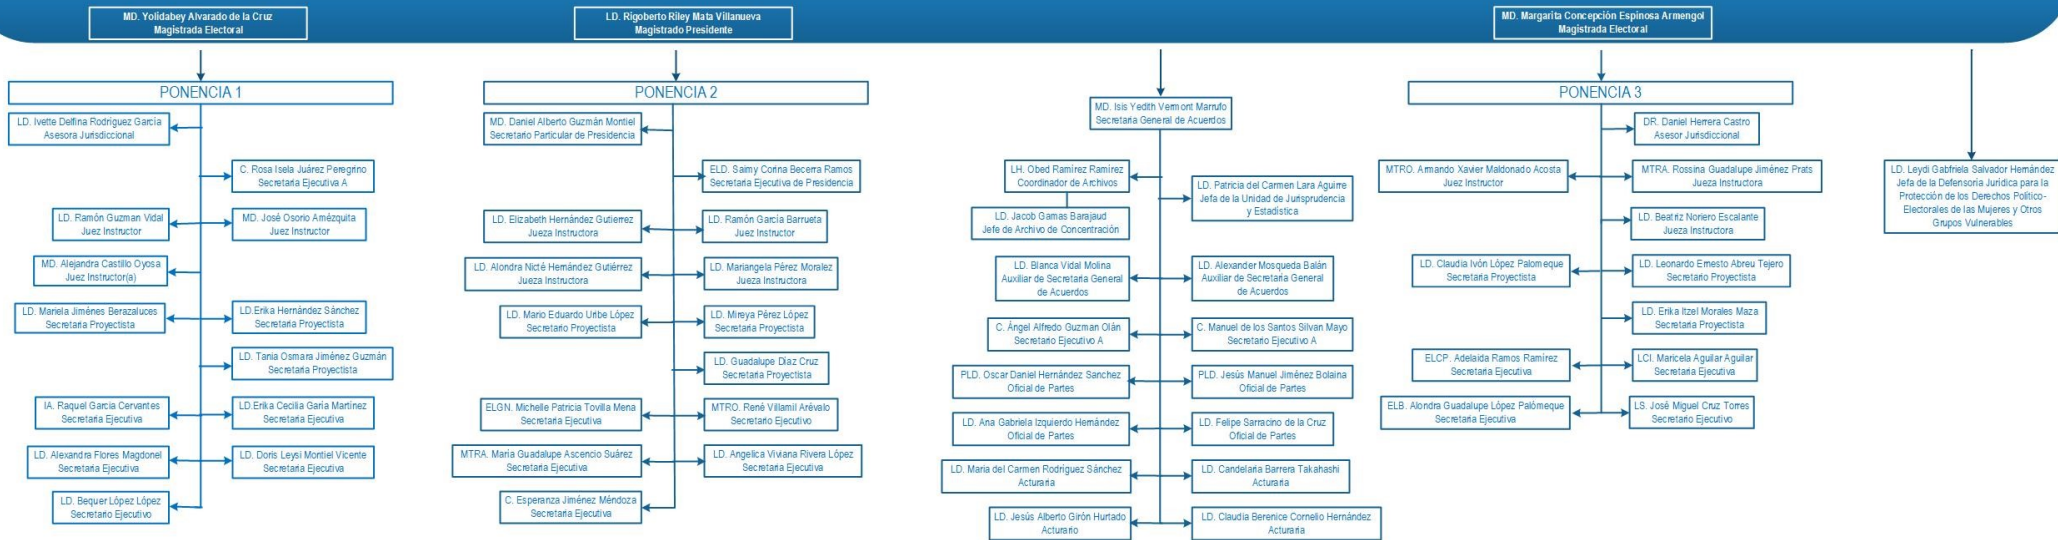 MD. Yolidabey Alvarado de la Cruz
Magistrada Electoral
LD. Rigoberto Riley Mata Villanueva
Magistrado Presidente
MD. Margarita Concepción Espinosa Armengol
Magistrada Electoral
PONENCIA 1
LD. Ivette Delfina Rodríguez García
Asesora Jurisdiccional
C. Rosa Isela Juárez Peregrino
Secretaria Ejecutiva A
LD. Ramón Guzman Vidal
Juez Instructor
MD. José Osorio Amézquita
Juez Instructor
MD. Alejandra Castillo Oyosa
Juez Instructor(a)
LD. Mariela Jiménes Berazaluces
Secretaria Proyectista
LD.Erika Hernández Sánchez
Secretaria Proyectista
LD. Tania Osmara Jiménez Guzmán
Secretaria Proyectista
IA. Raquel García Cervantes
Secretaria Ejecutiva
LD.Erika Cecilia Garía Martínez
Secretaria Ejecutiva
LD. Alexandra Flores Magdonel
Secretaria Ejecutiva
LD. Doris Leysi Montiel Vicente
Secretaria Ejecutiva
LD. Bequer López López
Secretario Ejecutivo
PONENCIA 2
MD. Daniel Alberto Guzmán Montiel
Secretario Particular de Presidencia
ELD. Saimy Corina Becerra Ramos
Secretaria Ejecutiva de Presidencia
LD. Elizabeth Hernández Gutierrez
Jueza Instructora
LD. Ramón García Barrueta
Juez Instructor
LD. Alondra Nicté Hernández Gutiérrez
Jueza Instructora
LD. Mariangela Pérez Moralez
Jueza Instructora
LD. Mario Eduardo Uribe López
Secretario Proyectista
LD. Mireya Pérez López
Secretaria Proyectista
LD. Guadalupe Díaz Cruz
Secretaria Proyectista
ELGN. Michelle Patricia Tovilla Mena
Secretaria Ejecutiva
MTRO. René Villamil Arévalo
Secretario Ejecutivo
MTRA. María Guadalupe Ascencio Suárez
Secretaria Ejecutiva
LD. Angelica Viviana Rivera López
Secretaria Ejecutiva
C. Esperanza Jiménez Méndoza
Secretaria Ejecutiva
MD. Isis Yedith Vermont Marrufo
Secretaria General de Acuerdos
LH. Obed Ramírez Ramírez
Coordinador de Archivos
LD. Patricia del Carmen Lara Aguirre
Jefa de la Unidad de Jurisprudencia
y Estadística
LD. Jacob Gamas Barajaud
Jefe de Archivo de Concentración
LD. Blanca Vidal Molina
Auxiliar de Secretaria General
de Acuerdos
LD. Alexander Mosqueda Balán
Auxiliar de Secretaria General
de Acuerdos
C. Ángel Alfredo Guzman Olán
Secretario Ejecutivo A
C. Manuel de los Santos Silvan Mayo
Secretario Ejecutivo A
PLD. Oscar Daniel Hernández Sanchez
Oficial de Partes
PLD. Jesús Manuel Jiménez Bolaina
Oficial de Partes
LD. Ana Gabriela Izquierdo Hernández
Oficial de Partes
LD. Felipe Sarracino de la Cruz
Oficial de Partes
LD. Maria del Carmen Rodríguez Sánchez
Acturaria
LD. Candelaria Barrera Takahashi
Acturaria
LD. Jesús Alberto Girón Hurtado
Acturario
LD. Claudia Berenice Cornelio Hernández
Acturaria
PONENCIA 3
DR. Daniel Herrera Castro
Asesor Jurisdiccional
MTRO. Armando Xavier Maldonado Acosta
Juez Instructor
MTRA. Rossina Guadalupe Jiménez Prats
Jueza Instructora
LD. Beatriz Noriero Escalante
Jueza Instructora
LD. Claudia Ivón López Palomeque
Secretaria Proyectista
LD. Leonardo Ernesto Abreu Tejero
Secretario Proyectista
LD. Erika Itzel Morales Maza
Secretaria Proyectista
ELCP. Adelaida Ramos Ramírez
Secretaria Ejecutiva
LCI. Maricela Aguilar Aguilar
Secretaria Ejecutiva
ELB. Alondra Guadalupe López Palómeque
Secretaria Ejecutiva
LS. José Miguel Cruz Torres
Secretario Ejecutivo
LD. Leydi Gabfriela Salvador Hernández
Jefa de la Defensoría Jurídica para la
Protección de los Derechos Político-
Electorales de las Mujeres y Otros
Grupos Vulnerables